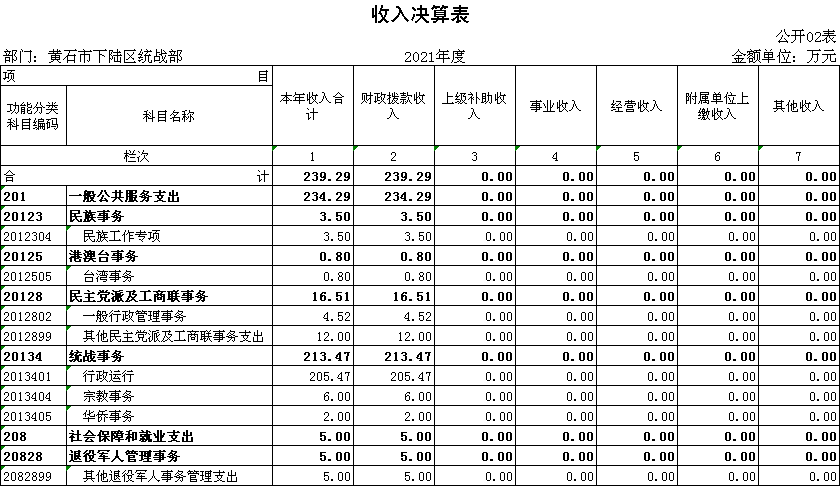 收入决算表
公开02表
部门：黄石市下陆区统战部 2021年度 金额单位：万元
项 目 本年收入合计 财政拨款收入 上级补助收入 事业收入 经营收入 附属单位上缴收入 其他收入
功能分类科目编码 科目名称
栏次 1 2 3 4 5 6 7
合 计 239.29 239.29 0.00 0.00 0.00 0.00 0.00
201 一般公共服务支出 234.29 234.29 0.00 0.00 0.00 0.00 0.00
20123 民族事务 3.50 3.50 0.00 0.00 0.00 0.00 0.00
2012304 民族工作专项 3.50 3.50 0.00 0.00 0.00 0.00 0.00
20125 港澳台事务 0.80 0.80 0.00 0.00 0.00 0.00 0.00
2012505 台湾事务 0.80 0.80 0.00 0.00 0.00 0.00 0.00
20128 民主党派及工商联事务 16.51 16.51 0.00 0.00 0.00 0.00 0.00
2012802 一般行政管理事务 4.52 4.52 0.00 0.00 0.00 0.00 0.00
2012899 其他民主党派及工商联事务支出 12.00 12.00 0.00 0.00 0.00 0.00 0.00
20134 统战事务 213.47 213.47 0.00 0.00 0.00 0.00 0.00
2013401 行政运行 205.47 205.47 0.00 0.00 0.00 0.00 0.00
2013404 宗教事务 6.00 6.00 0.00 0.00 0.00 0.00 0.00
2013405 华侨事务 2.00 2.00 0.00 0.00 0.00 0.00 0.00
208 社会保障和就业支出 5.00 5.00 0.00 0.00 0.00 0.00 0.00
20828 退役军人管理事务 5.00 5.00 0.00 0.00 0.00 0.00 0.00
2082899 其他退役军人事务管理支出 5.00 5.00 0.00 0.00 0.00 0.00 0.00